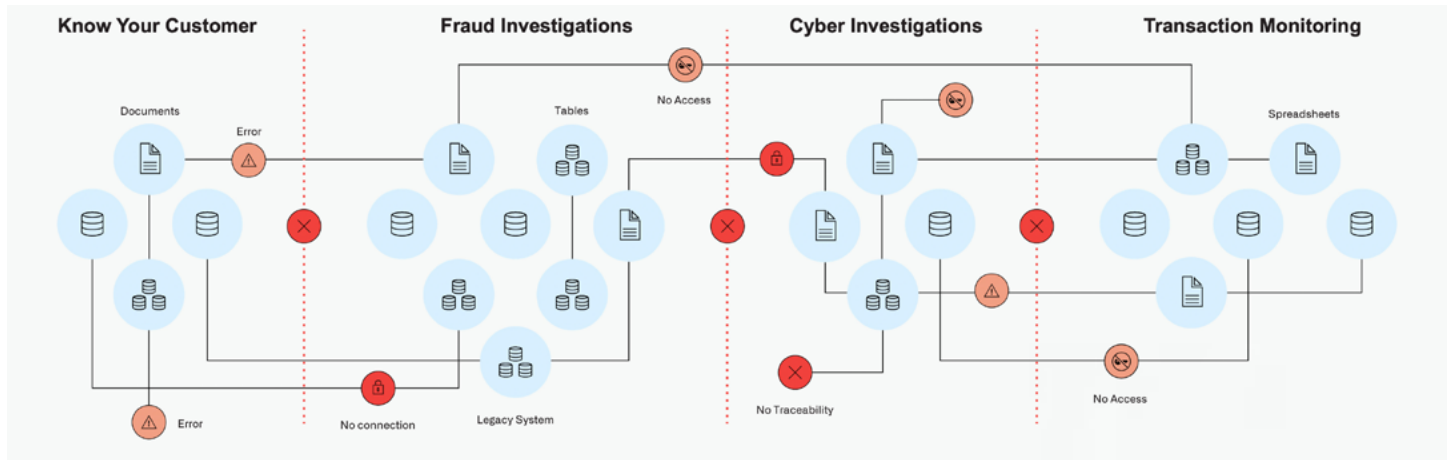 Know Your Customer
Fraud Investigations
Cyber Investigations
Transaction Monitoring
No Access
Documents
Tables
Spreadsheets
Error
No Traceability
No Access
Error
No connection
Legacy System